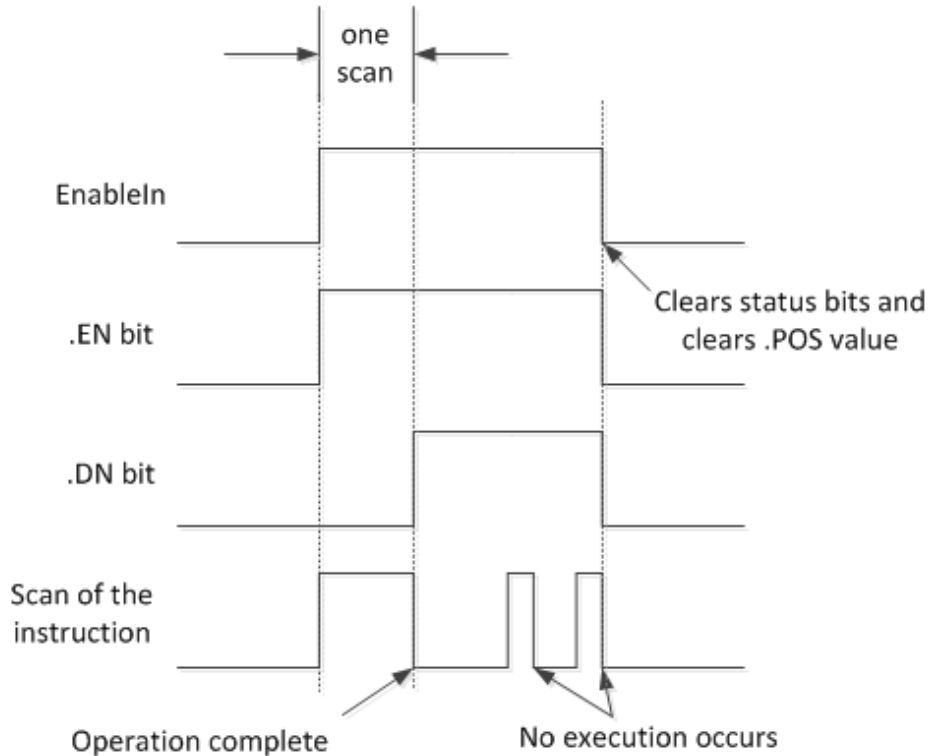 one
scan
EnableIn
Clears status bits and
clears .POS value
.EN bit
.DN bit
Scan of the
instruction
Operation complete
No execution occurs